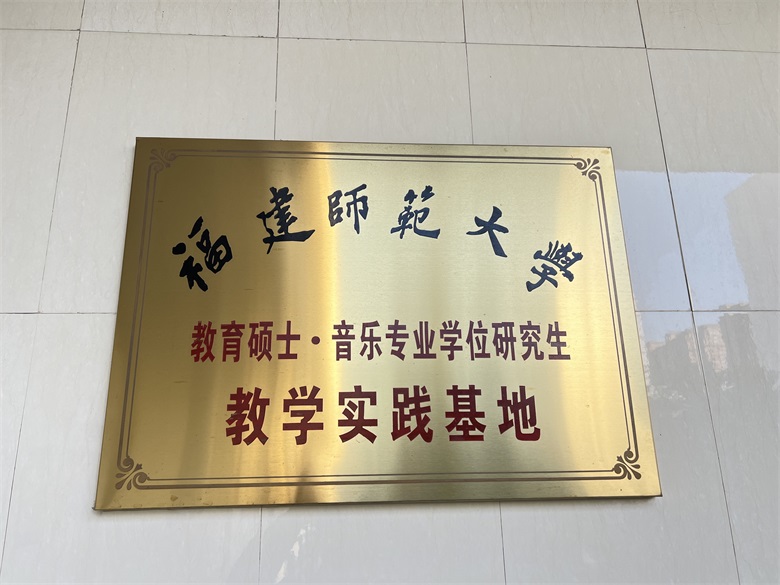 福建師範大學
教育硕士·音乐专业学位研究生
教学实践基地